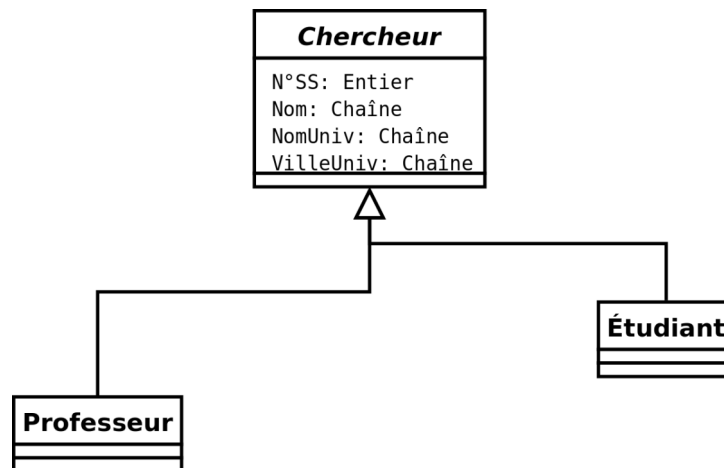 Chercheur
N°SS: Entier
Nom: Chaîne
NomUniv: Chaîne
VilleUniv: Chaîne
Étudiant
Professeur